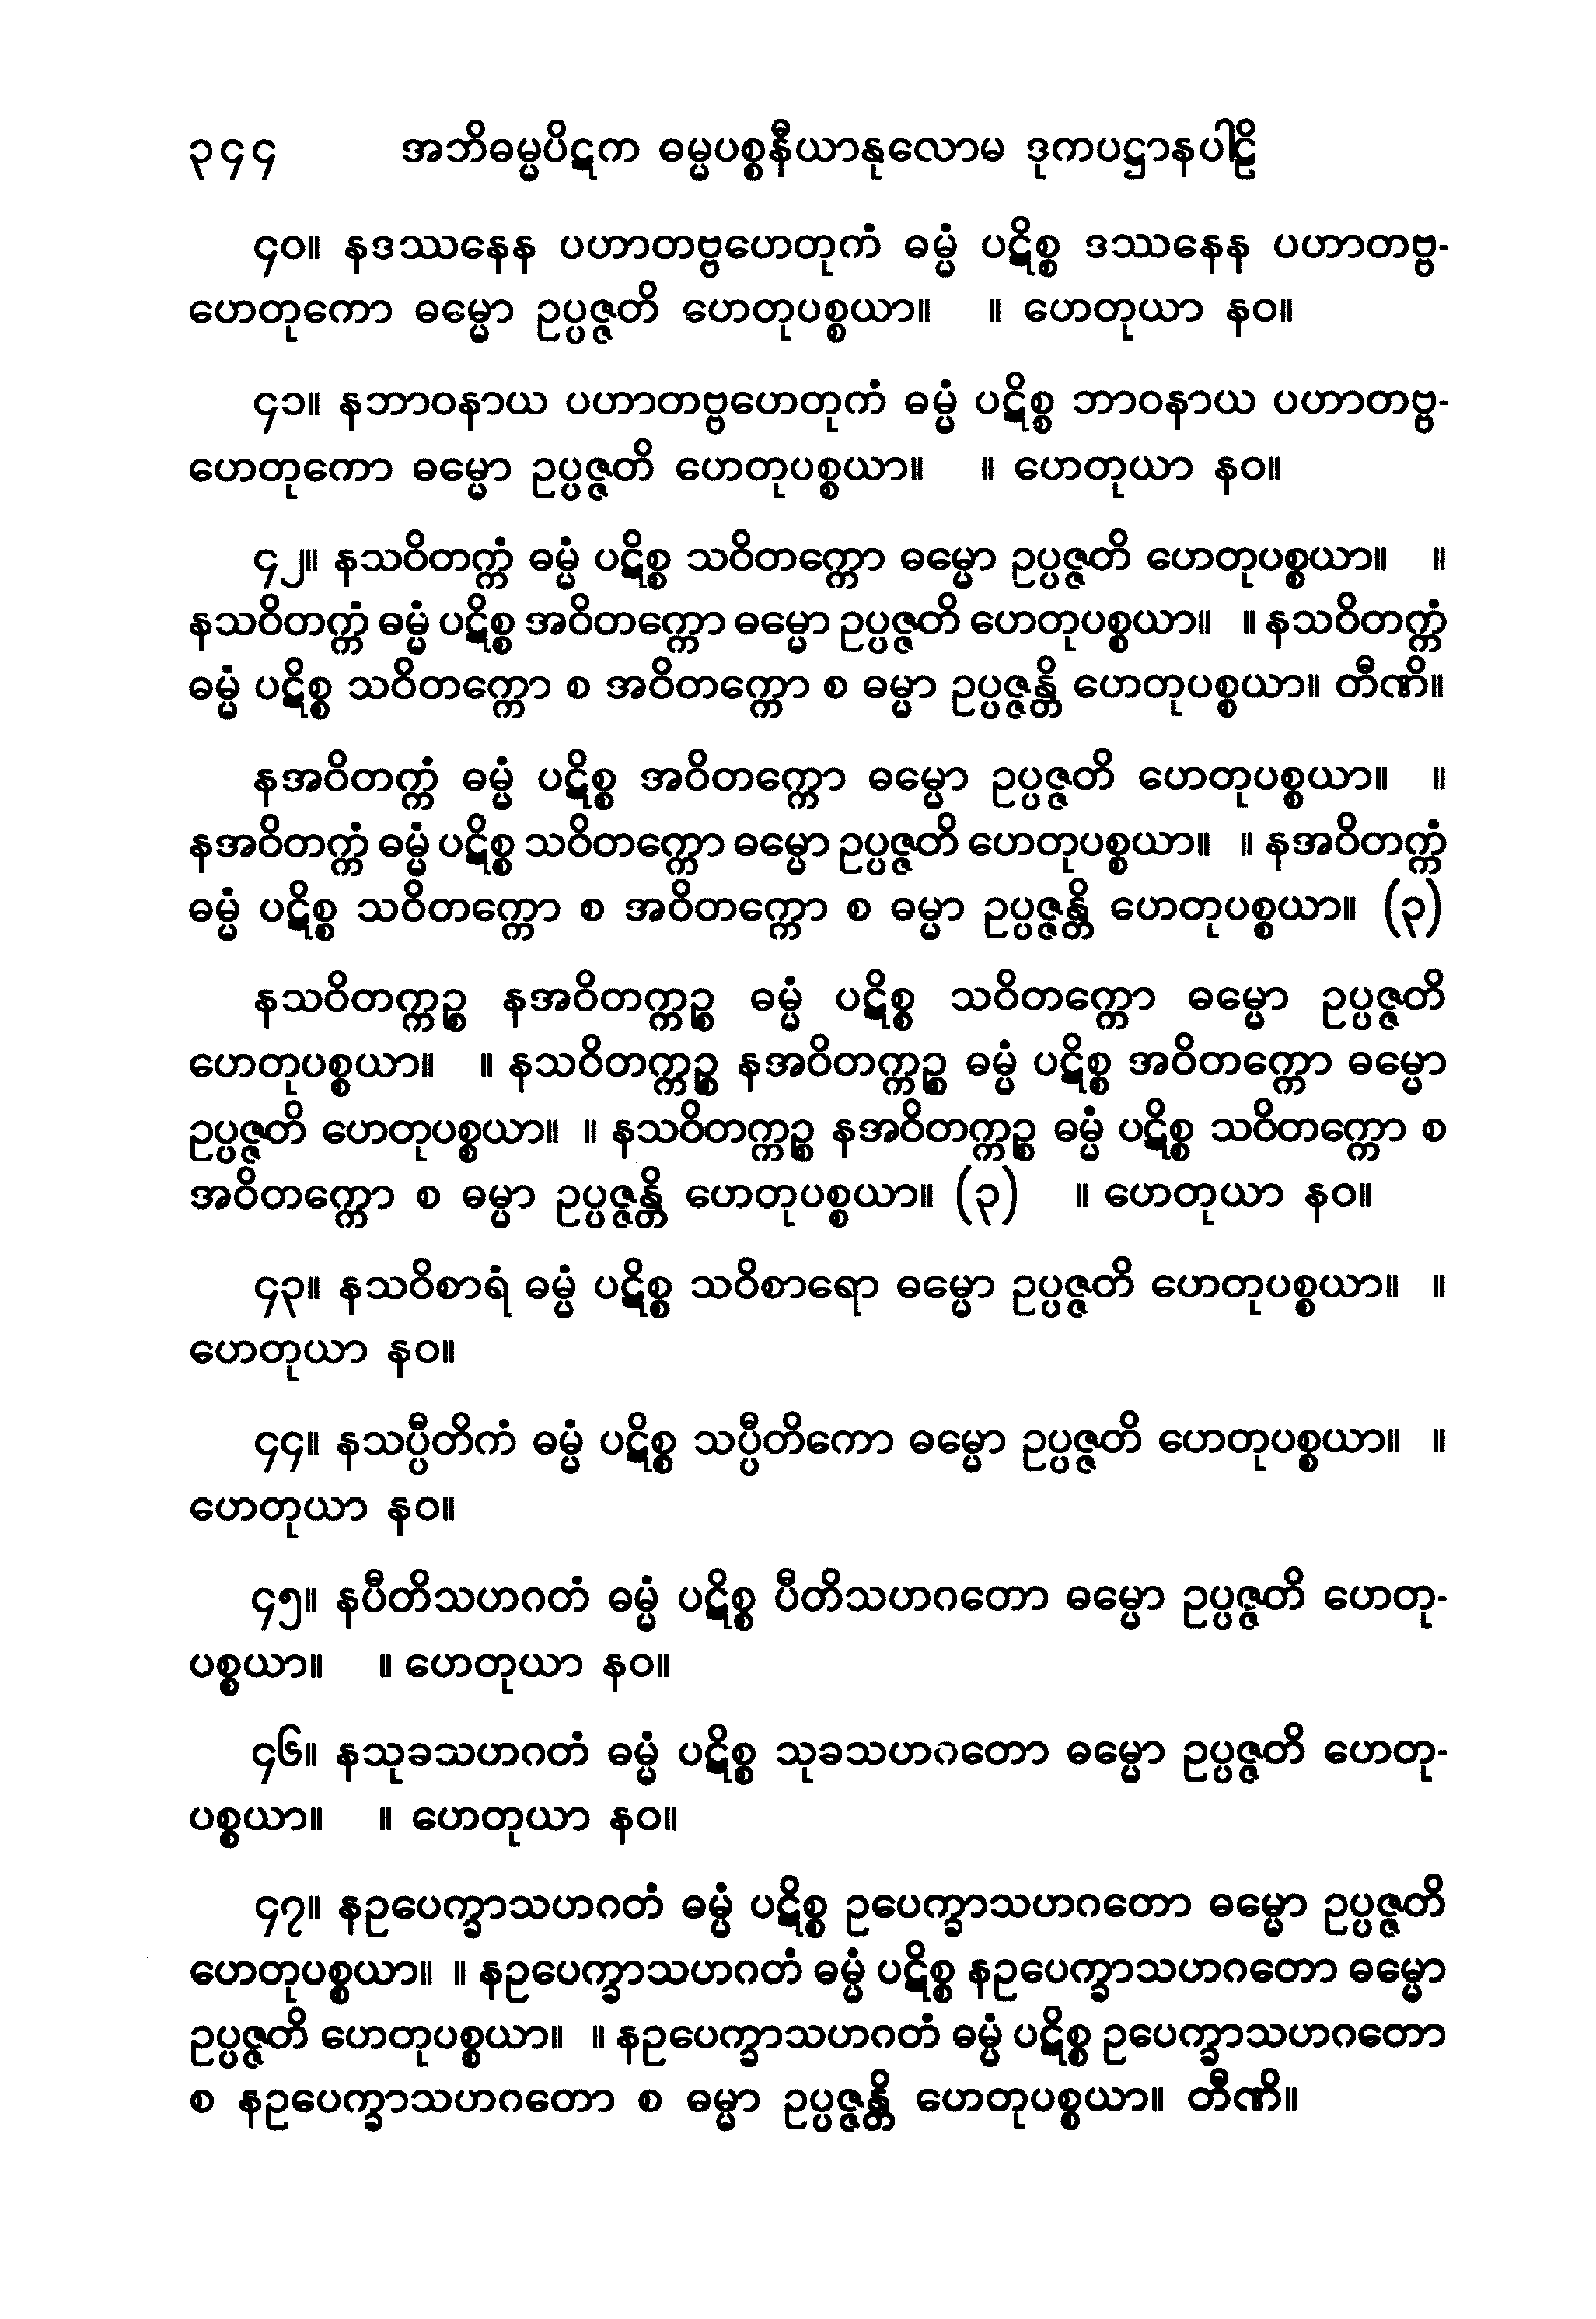 ၃၄၄ အဘိဓမ္မပိဋက ဓမ္မပစ္စနီယာနုလောမ ဒုကပဋ္ဌာနပါဠိ
၄၀။ နဒဿနေန ပဟာတဗ္ဗဟေတုကံ ဓမ္မံ ပဋိစ္စ ဒဿနေန ပဟာတဗ္ဗ-
ဟေတုကော ဓမ္မော ဥပ္ပဇ္ဇတိ ဟေတုပစ္စယာ။ ။ ဟေတုယာ နဝ။
၄၁။ နဘာဝနာယ ပဟာတဗ္ဗဟေတုကံ ဓမ္မံ ပဋိစ္စ ဘာဝနာယ ပဟာတဗ္ဗ-
ဟေတုကော ဓမ္မော ဥပ္ပဇ္ဇတိ ဟေတုပစ္စယာ။ ။ ဟေတုယာ နဝ။
၄၂။ နသဝိတက္ကံ ဓမ္မံ ပဋိစ္စ သဝိတက္ကော ဓမ္မော ဥပ္ပဇ္ဇတိ ဟေတုပစ္စယာ။ ။
နသဝိတက္ကံ ဓမ္မံ ပဋိစ္စ အဝိတက္ကော ဓမ္မော ဥပ္ပဇ္ဇတိ ဟေတုပစ္စယာ။ ။ နသဝိတက္ကံ
ဓမ္မံ ပဋိစ္စ သဝိတက္ကော စ အဝိတက္ကော စ ဓမ္မာ ဥပ္ပဇ္ဇန္တိ ဟေတုပစ္စယာ။ တီဏိ။
နအဝိတက္ကံ ဓမ္မံ ပဋိစ္စ အဝိတက္ကော ဓမ္မော ဥပ္ပဇ္ဇတိ ဟေတုပစ္စယာ။ ။
နအဝိတက္ကံ ဓမ္မံ ပဋိစ္စ သဝိတက္ကော ဓမ္မော ဥပ္ပဇ္ဇတိ ဟေတုပစ္စယာ။ ။ နအဝိတက္ကံ
ဓမ္မံ ပဋိစ္စ သဝိတက္ကော စ အဝိတက္ကော စ ဓမ္မာ ဥပ္ပဇ္ဇန္တိ ဟေတုပစ္စယာ။ (၃)
နသဝိတက္ကဉ္စ နအဝိတက္ကဉ္စ ဓမ္မံ ပဋိစ္စ သဝိတက္ကော ဓမ္မော ဥပ္ပဇ္ဇတိ
ဟေတုပစ္စယာ။ ။ နသဝိတက္ကဉ္စ နအဝိတက္ကဉ္စ ဓမ္မံ ပဋိစ္စ အဝိတက္ကော ဓမ္မော
ဥပ္ပဇ္ဇတိ ဟေတုပစ္စယာ။ ။ နသဝိတက္ကဉ္စ နအဝိတက္ကဉ္စ ဓမ္မံ ပဋိစ္စ သဝိတက္ကော စ
အဝိတက္ကော စ ဓမ္မာ ဥပ္ပဇ္ဇန္တိ ဟေတုပစ္စယာ။ (၃) ။ ဟေတုယာ နဝ။
၄၃။ နသဝိစာရံ ဓမ္မံ ပဋိစ္စ သဝိစာရော ဓမ္မော ဥပ္ပဇ္ဇတိ ဟေတုပစ္စယာ။ ။
ဟေတုယာ နဝ။
၄၄။ နသပ္ပီတိကံ ဓမ္မံ ပဋိစ္စ သပ္ပီတိကော ဓမ္မော ဥပ္ပဇ္ဇတိ ဟေတုပစ္စယာ။ ။
ဟေတုယာ နဝ။
၄၅။ နပီတိသဟဂတံ ဓမ္မံ ပဋိစ္စ ပီတိသဟဂတော ဓမ္မော ဥပ္ပဇ္ဇတိ ဟေတု-
ပစ္စယာ။ ။ ဟေတုယာ နဝ။
၄၆။ နသုခသဟဂတံ ဓမ္မံ ပဋိစ္စ သုခသဟဂတော ဓမ္မော ဥပ္ပဇ္ဇတိ ဟေတု-
ပစ္စယာ။ ။ ဟေတုယာ နဝ။
၄၇။ နဥပေက္ခာသဟဂတံ ဓမ္မံ ပဋိစ္စ ဥပေက္ခာသဟဂတော ဓမ္မော ဥပ္ပဇ္ဇတိ
ဟေတုပစ္စယာ။ ။ နဥပေက္ခာသဟဂတံ ဓမ္မံ ပဋိစ္စ နဥပေက္ခာသဟဂတော ဓမ္မော
ဥပ္ပဇ္ဇတိ ဟေတုပစ္စယာ။ ။ နဥပေက္ခာသဟဂတံ ဓမ္မံ ပဋိစ္စ ဥပေက္ခာသဟဂတော
စ နဥပေက္ခာသဟဂတော စ ဓမ္မာ ဥပ္ပဇ္ဇန္တိ ဟေတုပစ္စယာ။ တီဏိ။